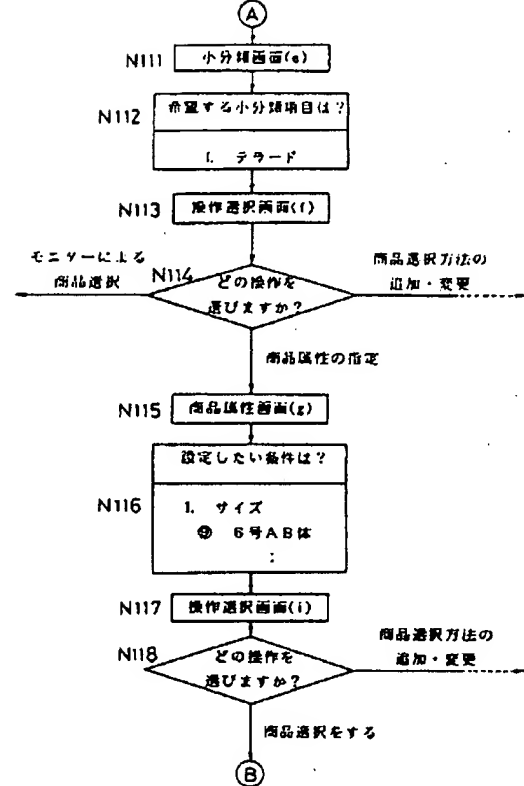 A
N111
小分類画面(e)
N112
希望する小分類項目は?
1. テラード
N113
操作選択画面(f)
モニターによる
商品選択
N114
どの操作を
選びますか?
商品選択方法の
追加・変更
商品属性の指定
N115
商品属性画面(g)
N116
設定したい条件は?
1. サイズ
⑨ 6号AB体
:
N117
操作選択画面(i)
N118
どの操作を
選びますか?
商品選択方法の
追加・変更
商品選択をする
B